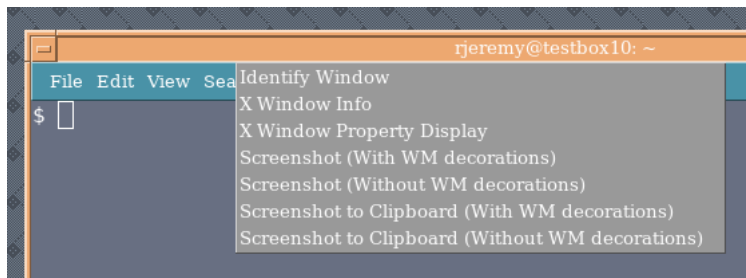 rjeremy@testbox10: ~
File Edit View Sea
$
Identify Window
X Window Info
X Window Property Display
Screenshot (With WM decorations)
Screenshot (Without WM decorations)
Screenshot to Clipboard (With WM decorations)
Screenshot to Clipboard (Without WM decorations)